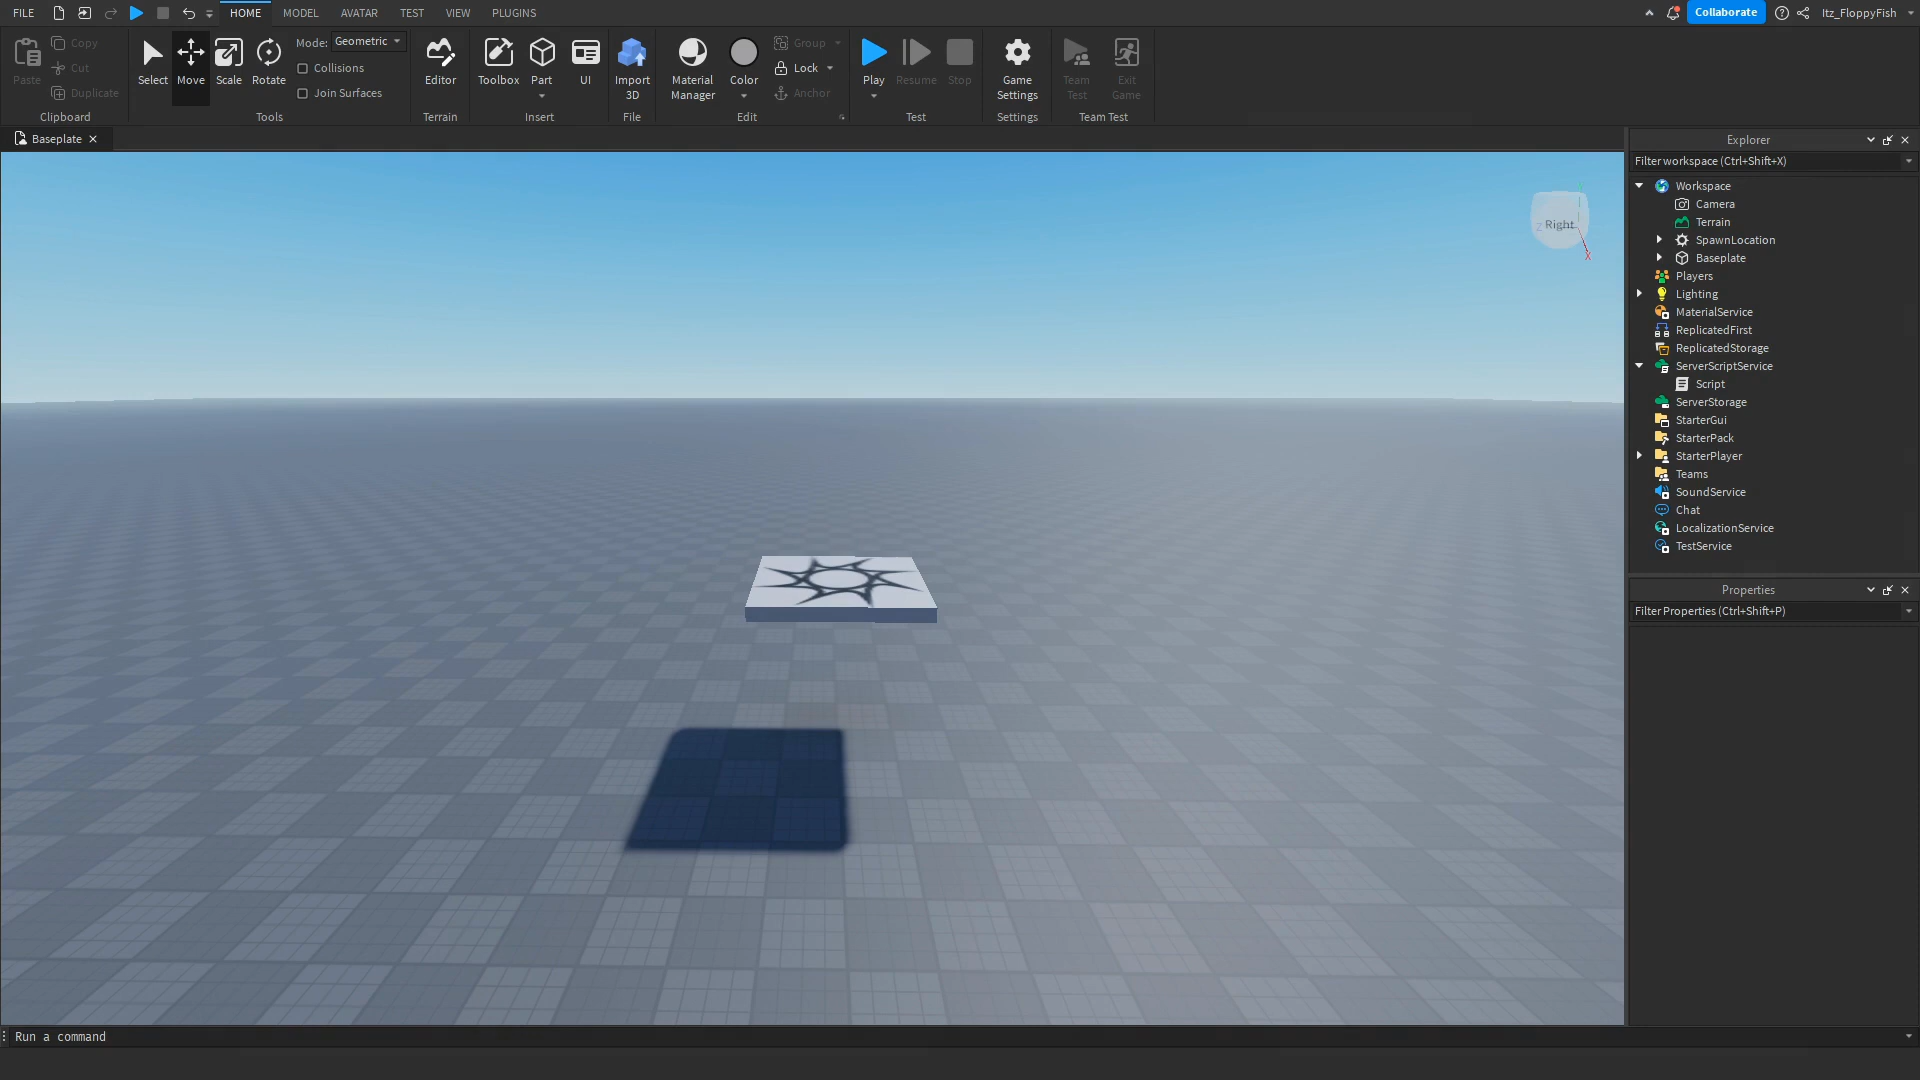 FILE HOME MODEL AVATAR TEST VIEW PLUGINS Collaborate Itz_FloppyFish
Paste
Copy
Cut
Duplicate
Clipboard
Select
Move
Scale
Rotate
Mode: Geometric
Collisions
Join Surfaces
Tools
Editor
Terrain
Toolbox
Part
UI
Insert
Import
3D
File
Material
Manager
Color
Group
Lock
Anchor
Edit
Play
Resume
Stop
Test
Game
Settings
Settings
Team
Test
Exit
Game
Team Test
Baseplate
Right
Z
X
Explorer
Filter workspace (Ctrl+Shift+X)
Workspace
Camera
Terrain
SpawnLocation
Baseplate
Players
Lighting
MaterialService
ReplicatedFirst
ReplicatedStorage
ServerScriptService
Script
ServerStorage
StarterGui
StarterPack
StarterPlayer
Teams
SoundService
Chat
LocalizationService
TestService
Properties
Filter Properties (Ctrl+Shift+P)
Run a command